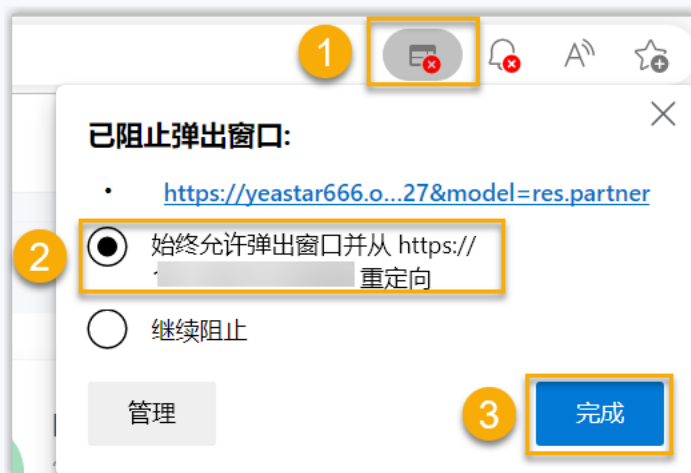 1
A
已阻止弹出窗口:
• https://yeastar666.o...27&model=res.partner
2
始终允许弹出窗口并从 https://
重定向
继续阻止
管理
3
完成